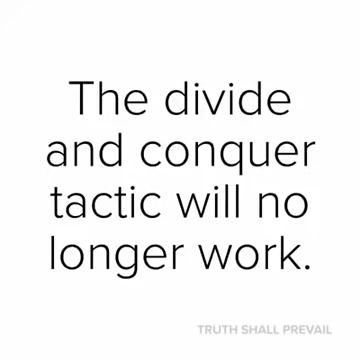 The divide
and conquer
tactic will no
longer work.
TRUTH SHALL PREVAIL